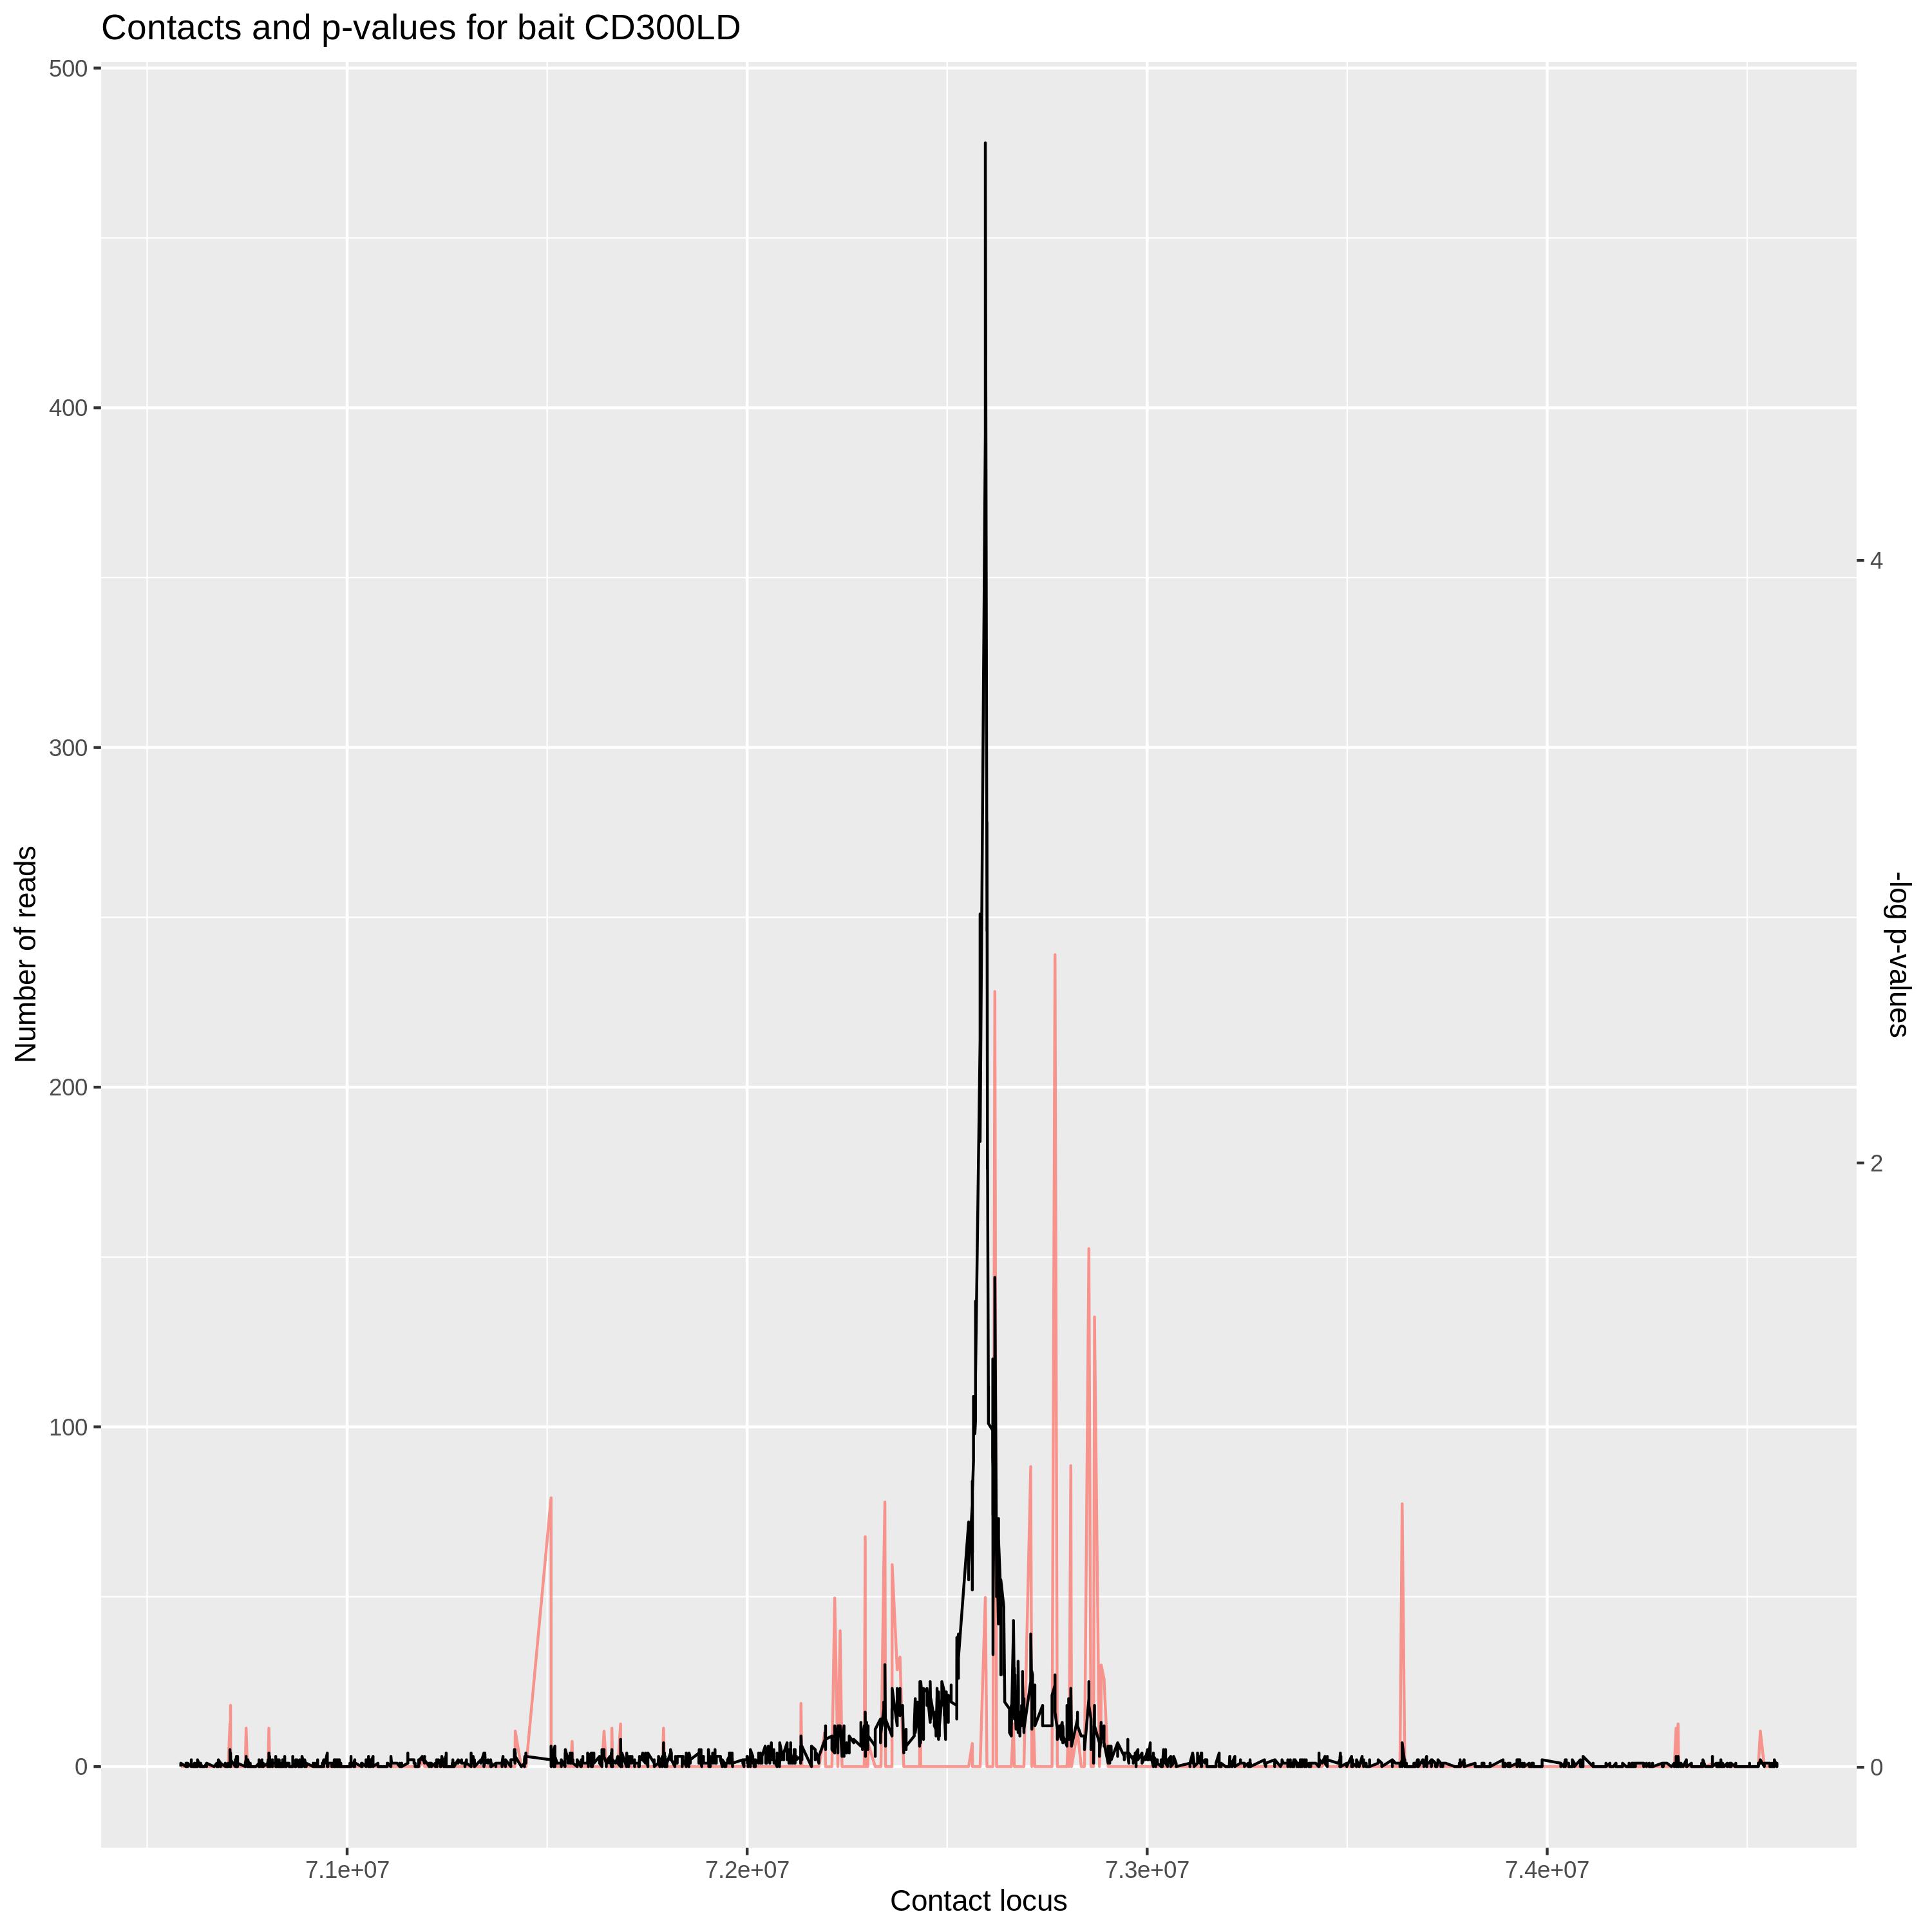 Contacts and p-values for bait CD300LD
500
400
300
200
100
0
Number of reads
4
2
0
-log p-values
7.1e+07
7.2e+07
7.3e+07
7.4e+07
Contact locus